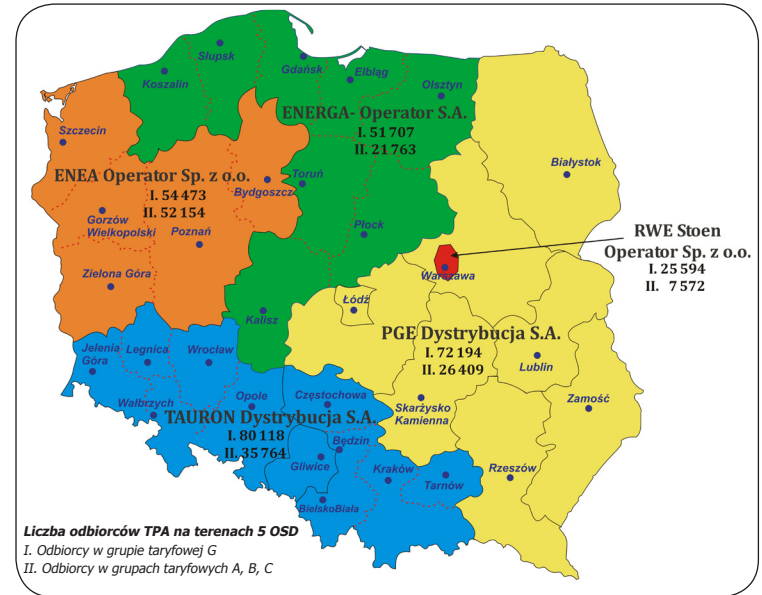 Słupsk
Koszalin
Gdańsk
Elbląg
Olsztyn
ENERGA- Operator S.A.
I. 51 707
II. 21 763
Szczecin
Białystok
ENEA Operator Sp. z o.o.
I. 54 473
II. 52 154
Toruń
Bydgoszcz
Gorzów
Wielkopolski
Poznań
Płock
RWE Stoen
Operator Sp. z o.o.
I. 25 594
II. 7 572
Warszawa
Zielona Góra
Łódź
Kalisz
PGE Dystrybucja S.A.
I. 72 194
II. 26 409
Jelenia
Góra
Legnica
Wrocław
Lublin
Wałbrzych
Opole
Częstochowa
Skarżysko
Kamienna
Zamość
TAURON Dystrybucja S.A.
I. 80 118
II. 35 764
Będzin
Gliwice
Kraków
Tarnów
Rzeszów
BielskoBiała
Liczba odbiorców TPA na terenach 5 OSD
I. Odbiorcy w grupie taryfowej G
II. Odbiorcy w grupach taryfowych A, B, C